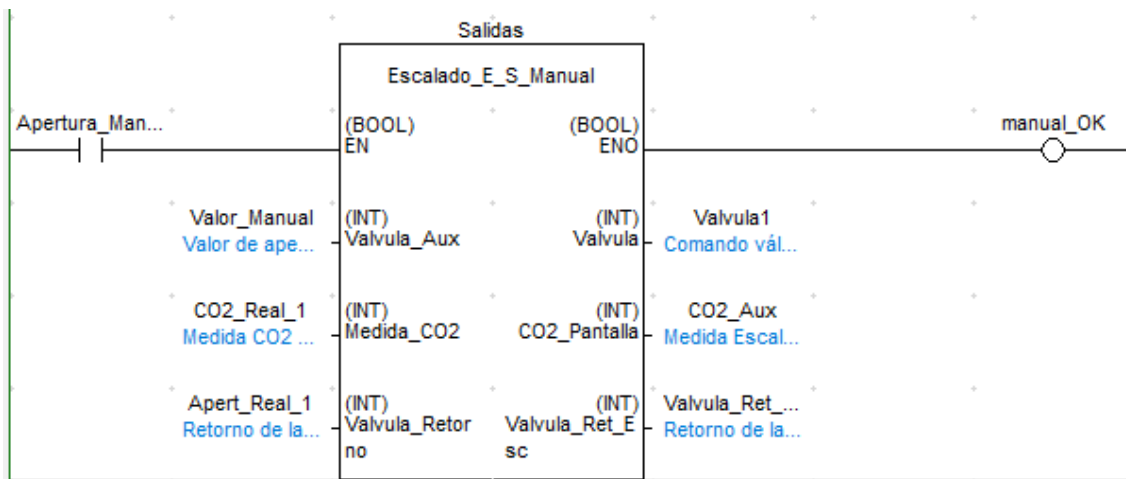 Salidas
Escalado_E_S_Manual
Apertura_Man... (BOOL) (BOOL) manual_OK
EN ENO
Valor_Manual (INT) (INT) Valvula1
Valor de ape... Valvula_Aux Valvula Comando vál...
CO2_Real_1 (INT) (INT) CO2_Aux
Medida CO2 ... Medida_CO2 CO2_Pantalla Medida Escal...
Apert_Real_1 (INT) (INT) Valvula_Ret_...
Retorno de la... Valvula_Retor Valvula_Ret_E Retorno de la...
no sc